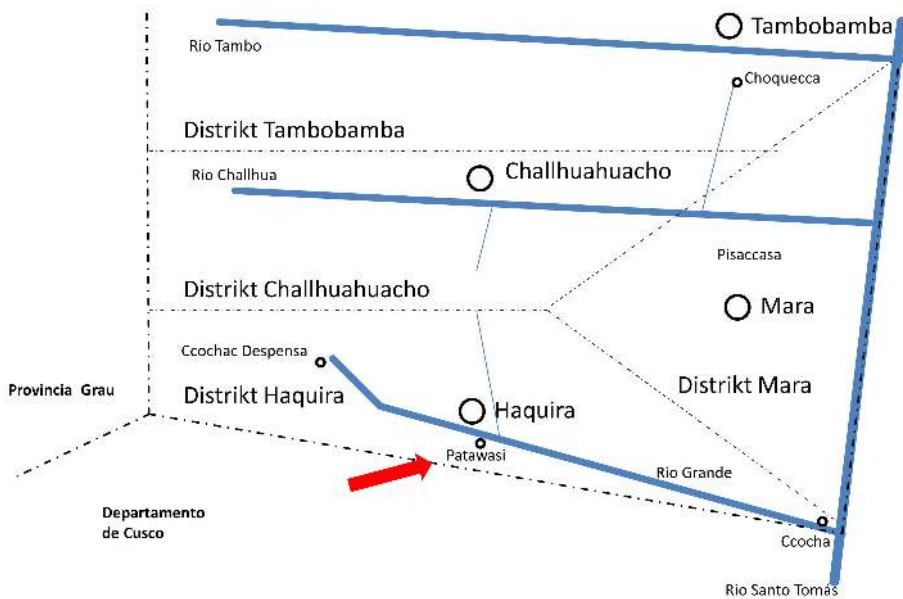 Tambobamba
Rio Tambo
Choquecca
Distrikt Tambobamba
Rio Challhua
Challhuahuacho
Pisaccasa
Distrikt Challhuahuacho
Mara
Ccochac Despensa
Provincia Grau
Distrikt Haquira
Distrikt Mara
Haquira
Patawasi
Rio Grande
Departamento
de Cusco
Ccocha
Rio Santo Tomás